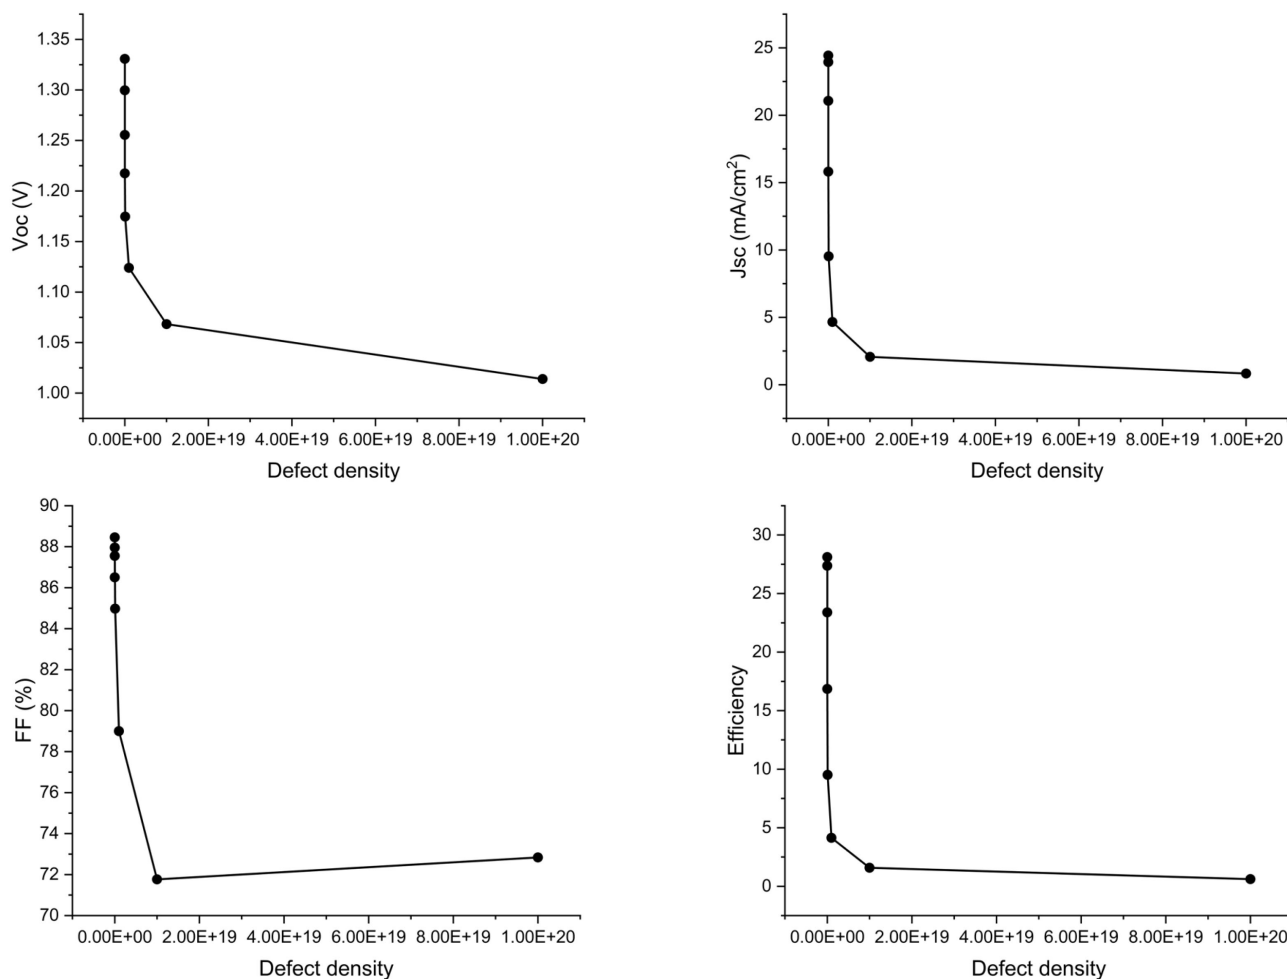 1.35
1.30
1.25
1.20
1.15
1.10
1.05
1.00
Voc (V)
0.00E+00 2.00E+19 4.00E+19 6.00E+19 8.00E+19 1.00E+20
Defect density
25
20
15
10
5
0
Jsc (mA/cm²)
0.00E+00 2.00E+19 4.00E+19 6.00E+19 8.00E+19 1.00E+20
Defect density
90
88
86
84
82
80
78
76
74
72
70
FF (%)
0.00E+00 2.00E+19 4.00E+19 6.00E+19 8.00E+19 1.00E+20
Defect density
30
25
20
15
10
5
0
Efficiency
0.00E+00 2.00E+19 4.00E+19 6.00E+19 8.00E+19 1.00E+20
Defect density